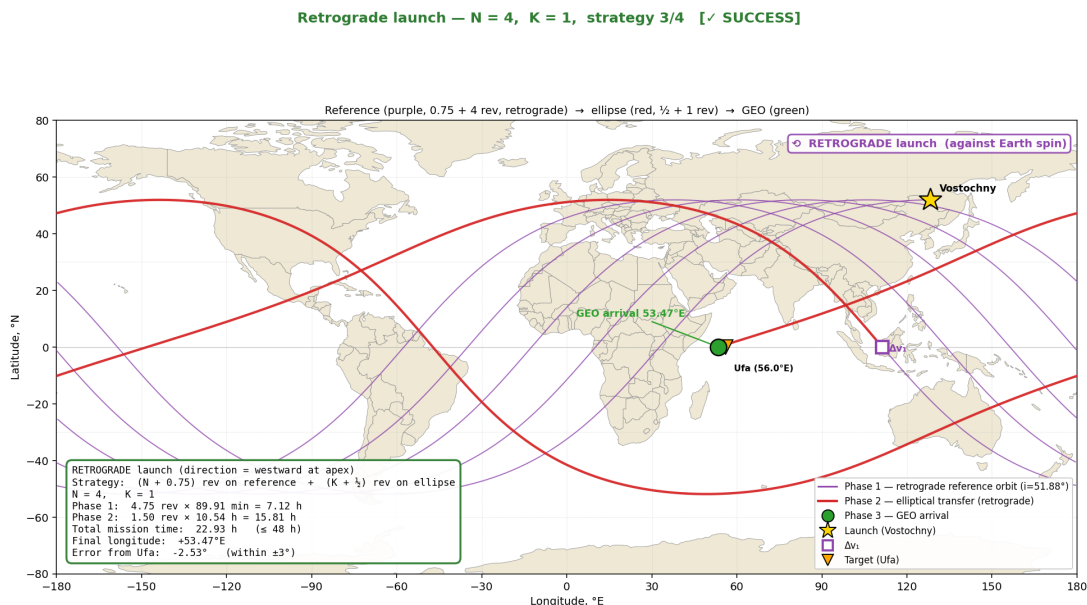 Retrograde launch — N = 4,  K = 1,  strategy 3/4   [✓ SUCCESS]
Reference (purple, 0.75 + 4 rev, retrograde)  →  ellipse (red, ½ + 1 rev)  →  GEO (green)
⟲  RETROGRADE launch  (against Earth spin)
Vostochny
GEO arrival 53.47°E
Δv₁
Ufa (56.0°E)
Latitude, °N
80
60
40
20
0
−20
−40
−60
−80
RETROGRADE launch (direction = westward at apex)
Strategy:  (N + 0.75) rev on reference  +  (K + ½) rev on ellipse
N = 4,   K = 1
Phase 1:  4.75 rev × 89.91 min = 7.12 h
Phase 2:  1.50 rev × 10.54 h = 15.81 h
Total mission time:  22.93 h   (≤ 48 h)
Final longitude:  +53.47°E
Error from Ufa:  -2.53°   (within ±3°)
Phase 1 — retrograde reference orbit (i=51.88°)
Phase 2 — elliptical transfer (retrograde)
Phase 3 — GEO arrival
Launch (Vostochny)
Δv₁
Target (Ufa)
−180 −150 −120 −90 −60 −30 0 30 60 90 120 150 180
Longitude, °E